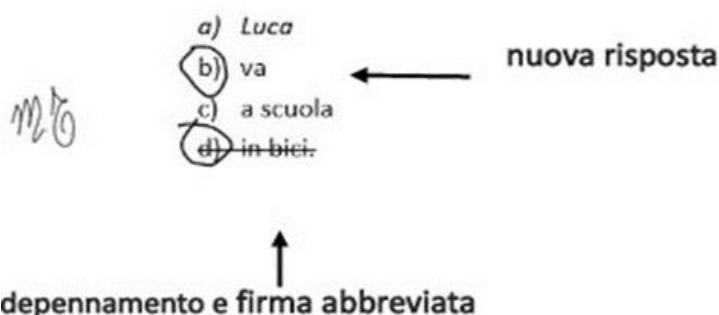 a) Luca
b) va
nuova risposta
c) a scuola
d) in bici.
depennamento e firma abbreviata